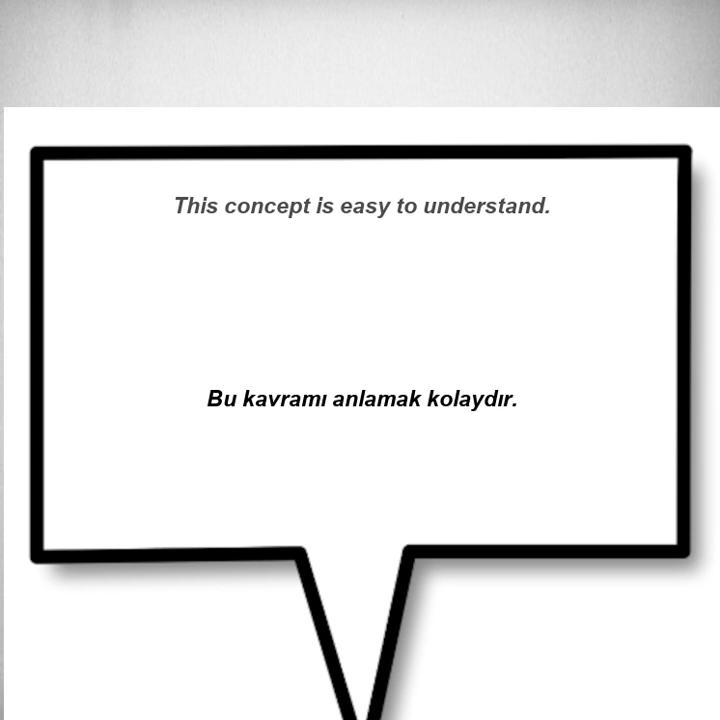 This concept is easy to understand.
Bu kavramı anlamak kolaydır.